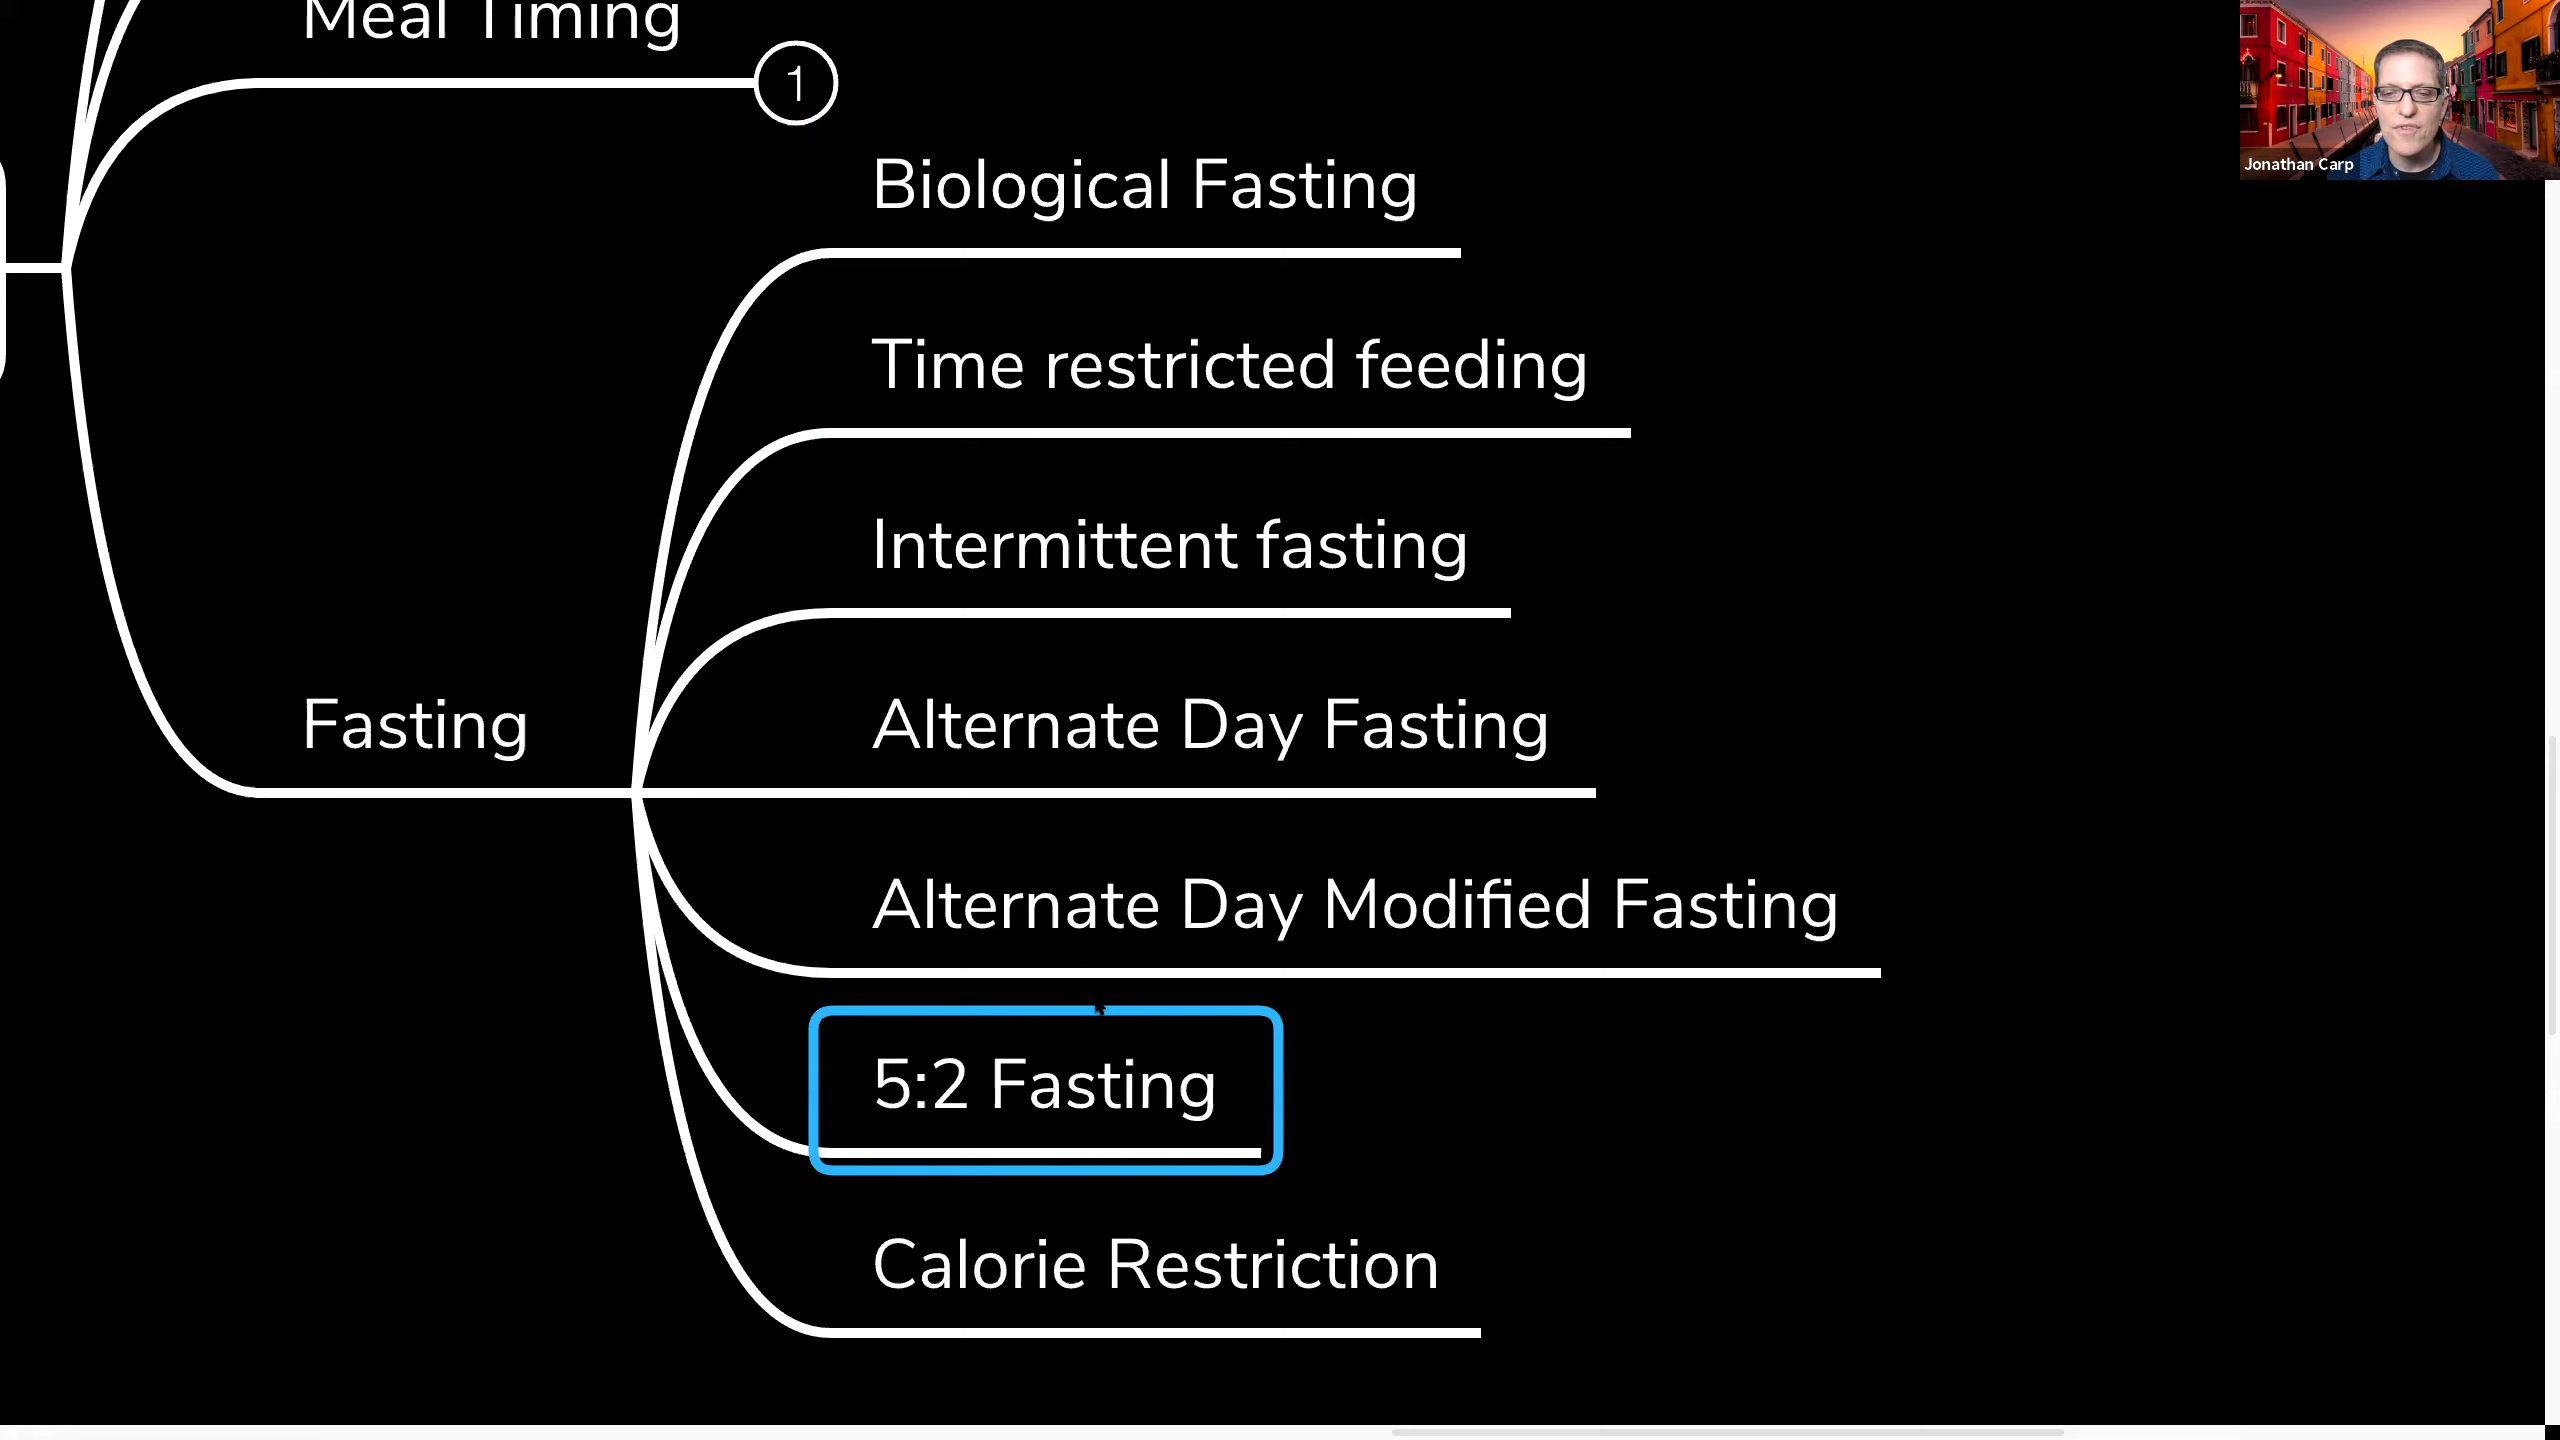 Meal Timing
1
Jonathan Carp
Biological Fasting
Time restricted feeding
Intermittent fasting
Fasting
Alternate Day Fasting
Alternate Day Modified Fasting
5:2 Fasting
Calorie Restriction